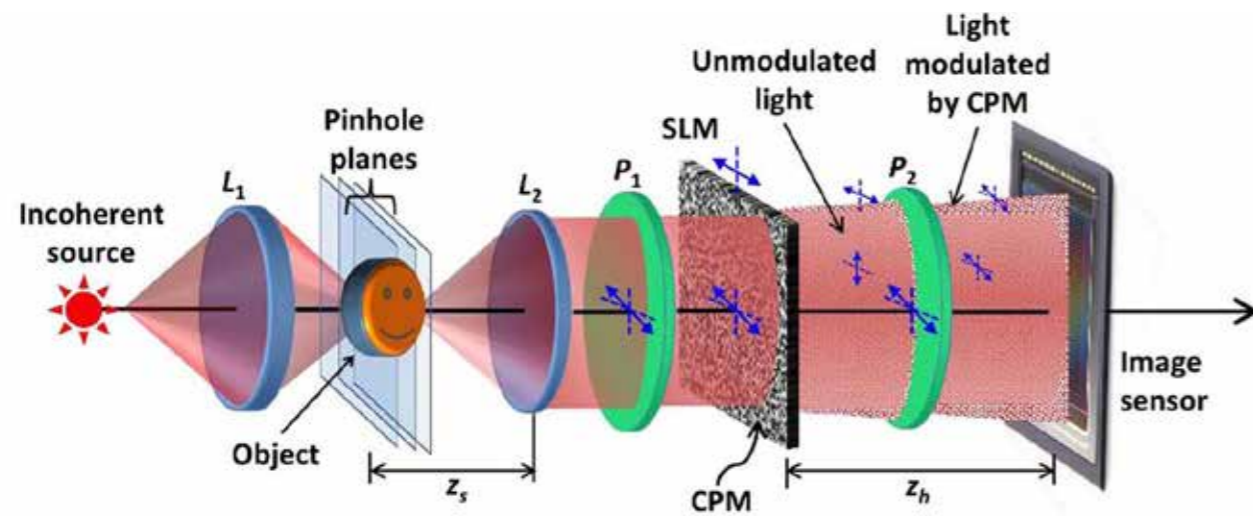 Incoherent
source
L1
Pinhole
planes
Object
zs
L2
P1
SLM
CPM
Unmodulated
light
Light
modulated
by CPM
P2
zh
Image
sensor